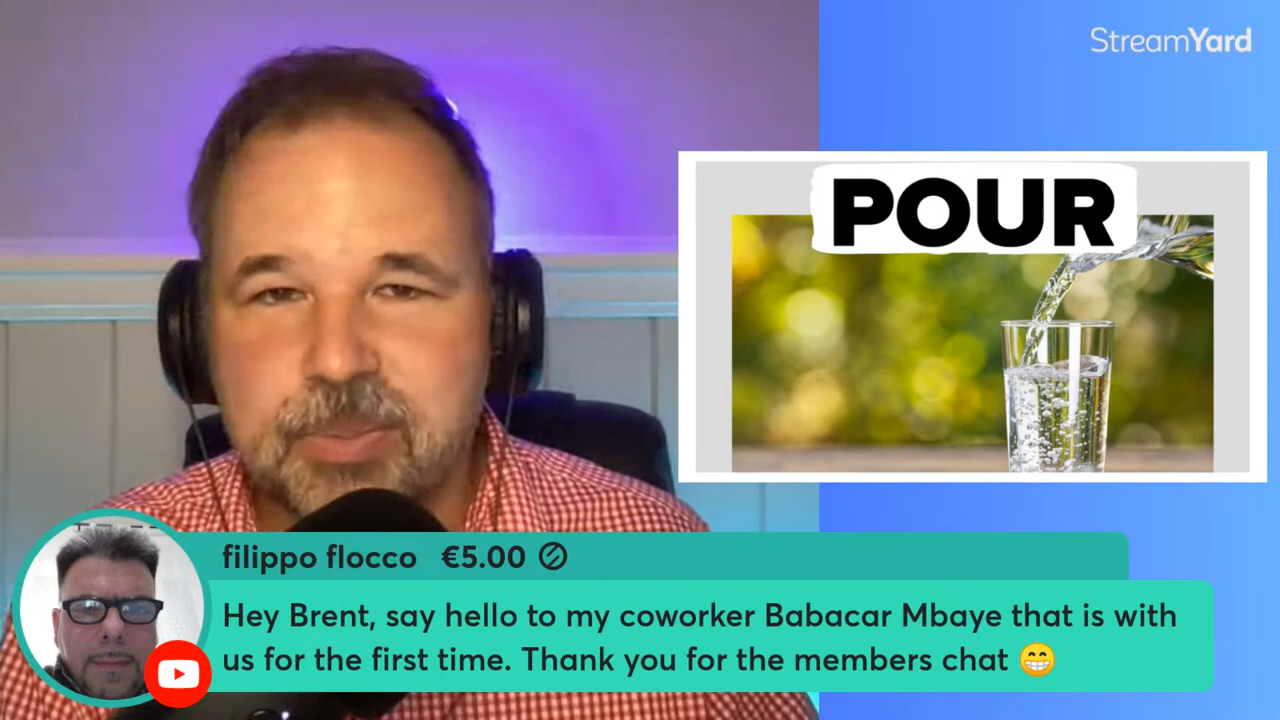 StreamYard
POUR
filippo flocco €5.00
Hey Brent, say hello to my coworker Babacar Mbaye that is with
us for the first time. Thank you for the members chat 😁